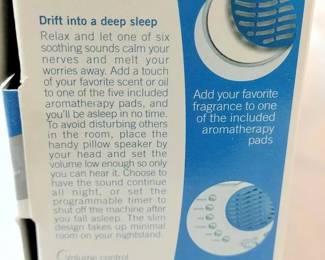 Drift into a deep sleep
Relax and let one of six
soothing sounds calm your
nerves and melt your
worries away. Add a touch
of your favorite scent or oil
to one of the five included
aromatherapy pads, and
you'll be asleep in no time.
To avoid disturbing others
in the room, place the
handy pillow speaker by
your head and set the
volume low enough so only
you can hear it. Choose to
have the sound continue
all night, or set the
programmable timer to
shut off the machine after
you fall asleep. The slim
design takes up minimal
room on your nightstand.
Volume control
Add your favorite
fragrance to one
of the included
aromatherapy
pads